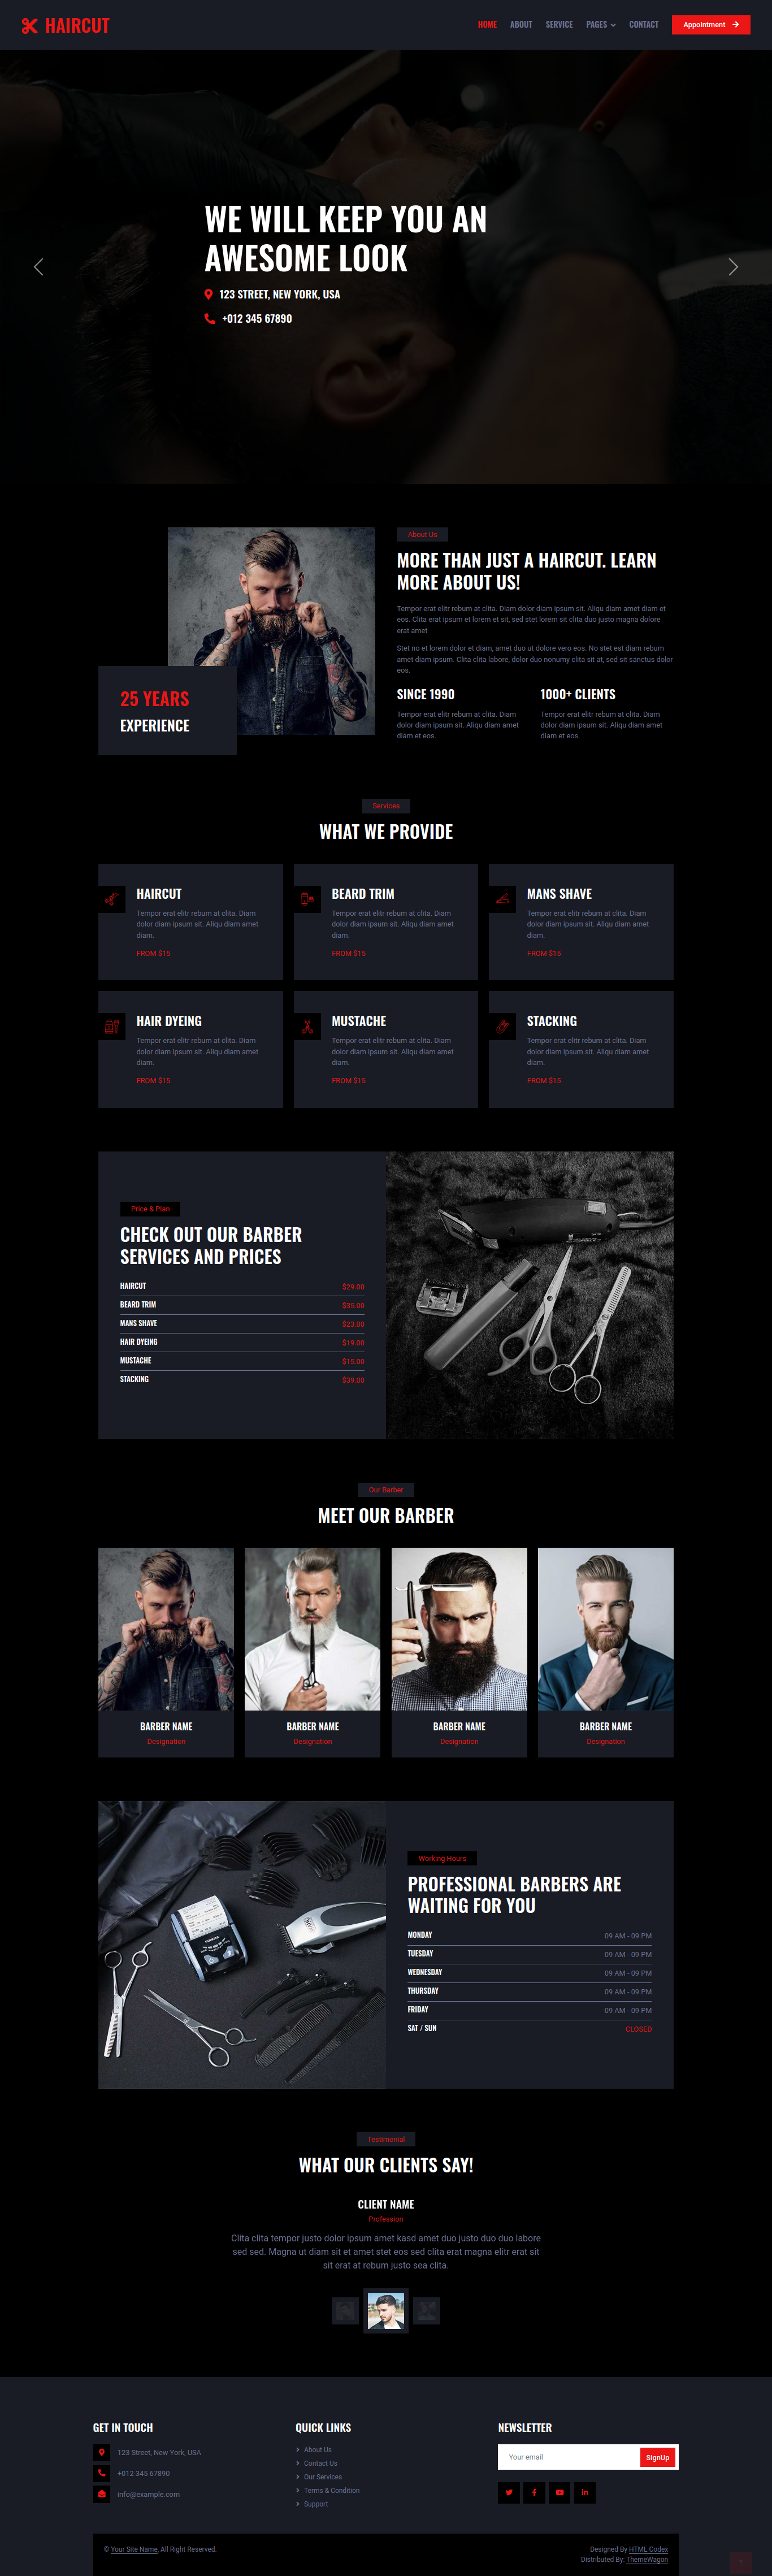 HAIRCUT
HOME ABOUT SERVICE PAGES CONTACT Appointment
WE WILL KEEP YOU AN
AWESOME LOOK
123 STREET, NEW YORK, USA
+012 345 67890
About Us
MORE THAN JUST A HAIRCUT. LEARN
MORE ABOUT US!
Tempor erat elitr rebum at clita. Diam dolor diam ipsum sit. Aliqu diam amet diam et
eos. Clita erat ipsum et lorem et sit, sed stet lorem sit clita duo justo magna dolore
erat amet
Stet no et lorem dolor et diam, amet duo ut dolore vero eos. No stet est diam rebum
amet diam ipsum. Clita clita labore, dolor duo nonumy clita sit at, sed sit sanctus dolor
eos.
25 YEARS
EXPERIENCE
SINCE 1990
Tempor erat elitr rebum at clita. Diam
dolor diam ipsum sit. Aliqu diam amet
diam et eos.
1000+ CLIENTS
Tempor erat elitr rebum at clita. Diam
dolor diam ipsum sit. Aliqu diam amet
diam et eos.
Services
WHAT WE PROVIDE
HAIRCUT
Tempor erat elitr rebum at clita. Diam
dolor diam ipsum sit. Aliqu diam amet
diam.
FROM $15
BEARD TRIM
Tempor erat elitr rebum at clita. Diam
dolor diam ipsum sit. Aliqu diam amet
diam.
FROM $15
MANS SHAVE
Tempor erat elitr rebum at clita. Diam
dolor diam ipsum sit. Aliqu diam amet
diam.
FROM $15
HAIR DYEING
Tempor erat elitr rebum at clita. Diam
dolor diam ipsum sit. Aliqu diam amet
diam.
FROM $15
MUSTACHE
Tempor erat elitr rebum at clita. Diam
dolor diam ipsum sit. Aliqu diam amet
diam.
FROM $15
STACKING
Tempor erat elitr rebum at clita. Diam
dolor diam ipsum sit. Aliqu diam amet
diam.
FROM $15
Price & Plan
CHECK OUT OUR BARBER
SERVICES AND PRICES
HAIRCUT $29.00
BEARD TRIM $35.00
MANS SHAVE $23.00
HAIR DYEING $19.00
MUSTACHE $15.00
STACKING $39.00
Our Barber
MEET OUR BARBER
BARBER NAME
Designation
BARBER NAME
Designation
BARBER NAME
Designation
BARBER NAME
Designation
Working Hours
PROFESSIONAL BARBERS ARE
WAITING FOR YOU
MONDAY 09 AM - 09 PM
TUESDAY 09 AM - 09 PM
WEDNESDAY 09 AM - 09 PM
THURSDAY 09 AM - 09 PM
FRIDAY 09 AM - 09 PM
SAT / SUN CLOSED
Testimonial
WHAT OUR CLIENTS SAY!
CLIENT NAME
Profession
Clita clita tempor justo dolor ipsum amet kasd amet duo justo duo duo labore
sed sed. Magna ut diam sit et amet stet eos sed clita erat magna elitr erat sit
sit erat at rebum justo sea clita.
GET IN TOUCH
123 Street, New York, USA
+012 345 67890
info@example.com
QUICK LINKS
About Us
Contact Us
Our Services
Terms & Condition
Support
NEWSLETTER
Your email SignUp
© Your Site Name, All Right Reserved.
Designed By HTML Codex
Distributed By: ThemeWagon